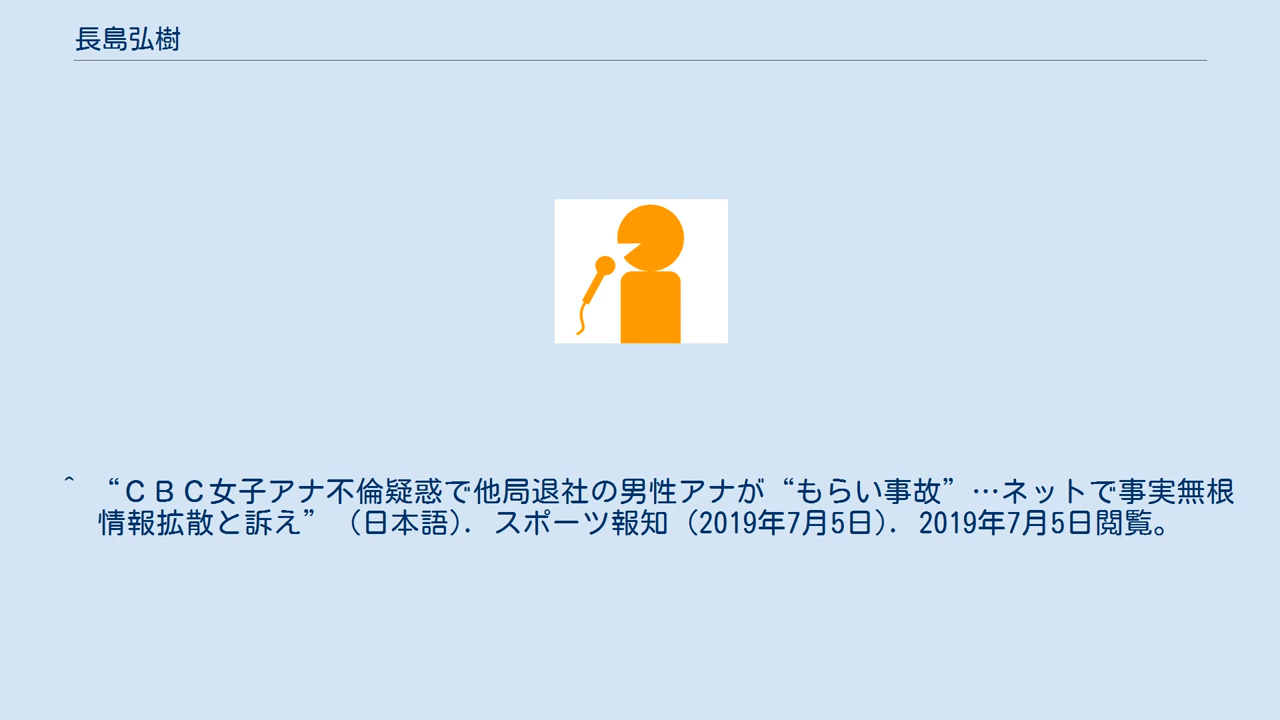 長島弘樹
^ “ＣＢＣ女子アナ不倫疑惑で他局退社の男性アナが“もらい事故”…ネットで事実無根
情報拡散と訴え” (日本語). スポーツ報知 (2019年7月5日). 2019年7月5日閲覧。